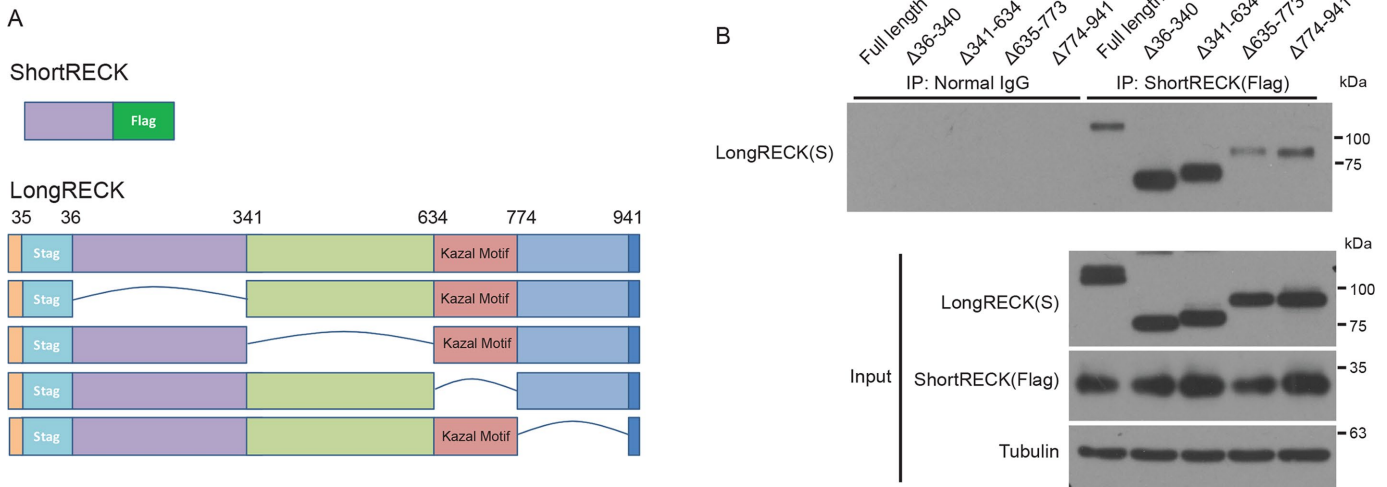 A
ShortRECK
Flag
LongRECK
35 36 341 634 774 941
Stag Kazal Motif
Stag Kazal Motif
Stag Kazal Motif
Stag
Stag Kazal Motif
B
Full length Δ36-340 Δ341-634 Δ635-773 Δ774-941 Full length Δ36-340 Δ341-634 Δ635-773 Δ774-941
IP: Normal IgG IP: ShortRECK(Flag) kDa
LongRECK(S)
100
75
kDa
Input
LongRECK(S)
100
75
ShortRECK(Flag)
35
Tubulin
63